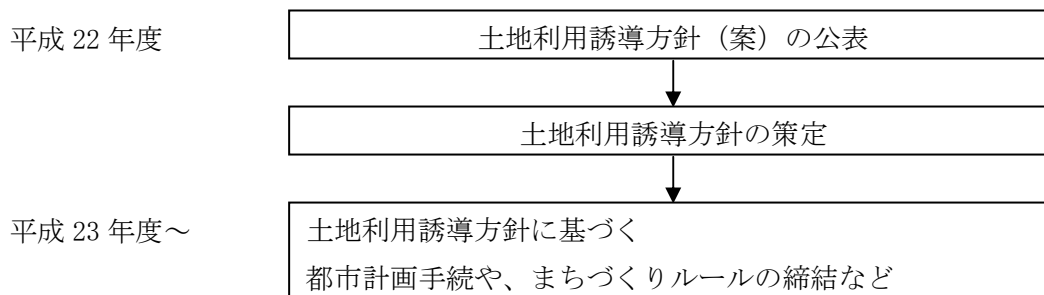 平成 22 年度
土地利用誘導方針（案）の公表
土地利用誘導方針の策定
平成 23 年度～
土地利用誘導方針に基づく
都市計画手続や、まちづくりルールの締結など